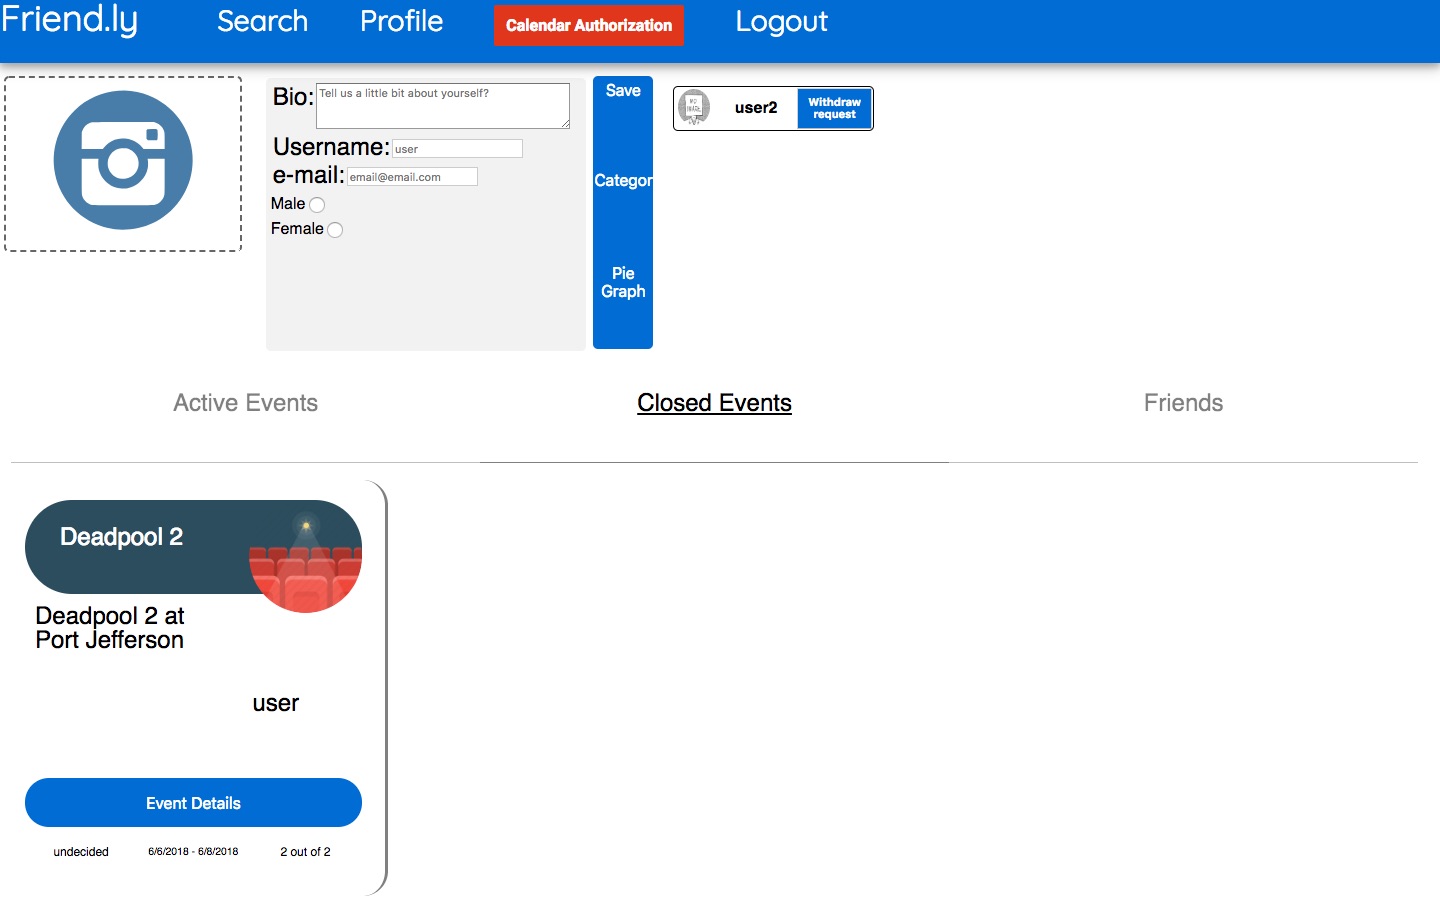 Friend.ly Search Profile Calendar Authorization Logout
Bio: Tell us a little bit about yourself?
Username: user
e-mail: email@email.com
Male
Female
Save
Categor
Pie
Graph
user2
Withdraw
request
Active Events Closed Events Friends
Deadpool 2
Deadpool 2 at
Port Jefferson
user
Event Details
undecided 6/6/2018 - 6/8/2018 2 out of 2